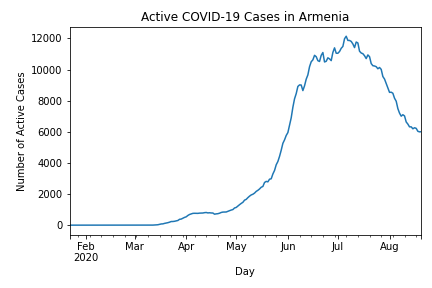 Active COVID-19 Cases in Armenia
Number of Active Cases
12000
10000
8000
6000
4000
2000
0
Feb Mar Apr May Jun Jul Aug
2020
Day